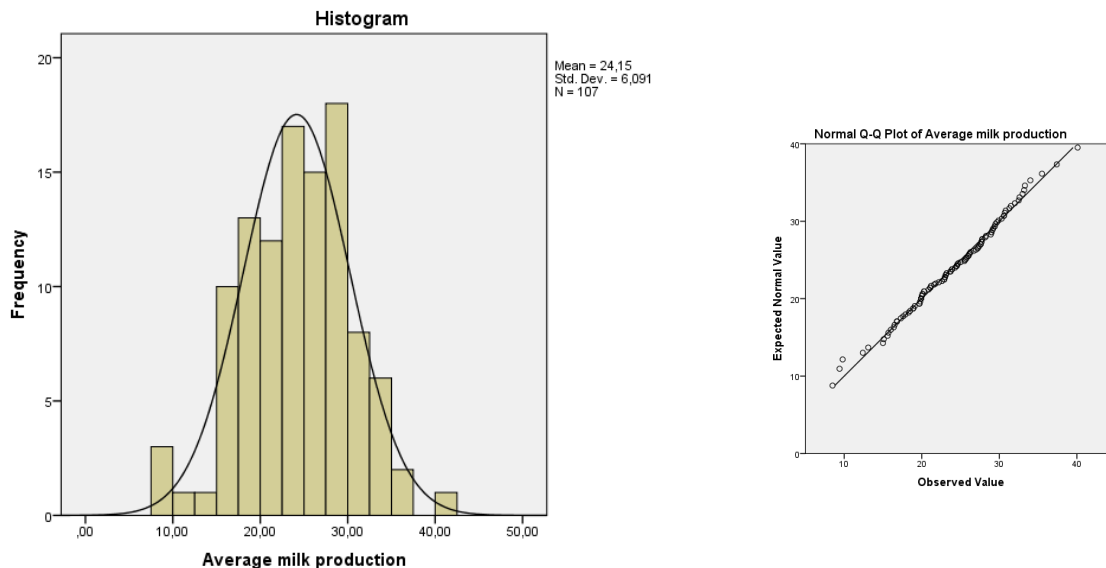 Histogram
20
15
10
5
0
Frequency
,00
10,00
20,00
30,00
40,00
50,00
Average milk production
Mean = 24,15
Std. Dev. = 6,091
N = 107
Normal Q-Q Plot of Average milk production
40
30
20
10
0
Expected Normal Value
10
20
30
40
Observed Value